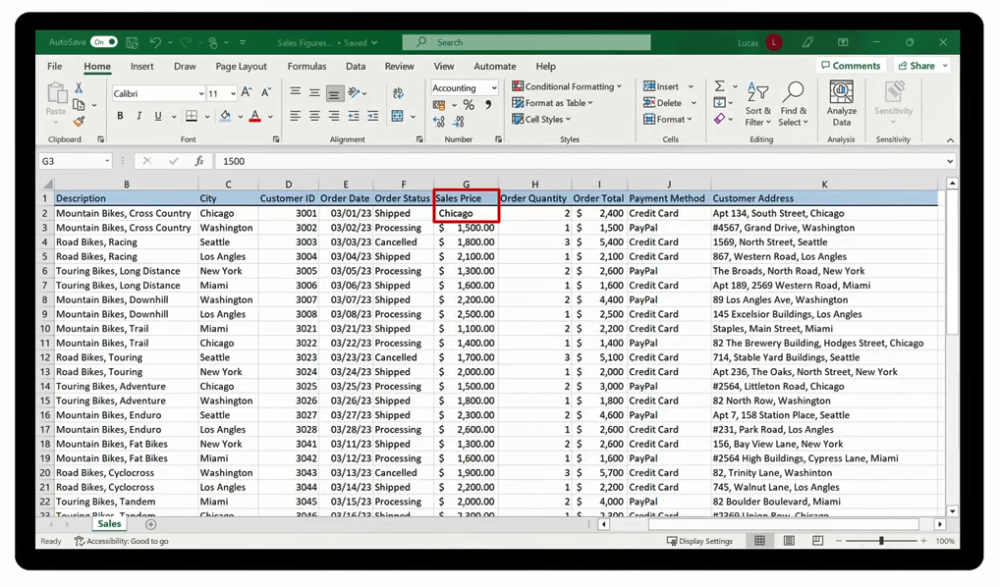 AutoSave On Sales Figures... • Saved Search Lucas L
File Home Insert Draw Page Layout Formulas Data Review View Automate Help Comments Share
Paste Calibri 11 A A Accounting Conditional Formatting Insert Σ Sort & Find & Analyze Sensitivity
B I U A % , Format as Table Delete Filter Select Data
Cell Styles Format
Clipboard Font Alignment Number Styles Cells Editing Analysis Sensitivity
G3 fx 1500
B C D E F G H I J K
1 Description City Customer ID Order Date Order Status Sales Price Order Quantity Order Total Payment Method Customer Address
2 Mountain Bikes, Cross Country Chicago 3001 03/01/23 Shipped Chicago 2 $ 2,400 Credit Card Apt 134, South Street, Chicago
3 Mountain Bikes, Cross Country Washington 3002 03/02/23 Processing $ 1,500.00 1 $ 1,500 PayPal #4567, Grand Drive, Washington
4 Road Bikes, Racing Seattle 3003 03/03/23 Cancelled $ 1,800.00 3 $ 5,400 Credit Card 1569, North Street, Seattle
5 Road Bikes, Racing Los Angles 3004 03/04/23 Shipped $ 2,100.00 1 $ 2,100 Credit Card 867, Western Road, Los Angles
6 Touring Bikes, Long Distance New York 3005 03/05/23 Processing $ 1,300.00 2 $ 2,600 PayPal The Broads, North Road, New York
7 Touring Bikes, Long Distance Miami 3006 03/06/23 Shipped $ 1,600.00 1 $ 1,600 Credit Card Apt 189, 2569 Western Road, Miami
8 Mountain Bikes, Downhill Washington 3007 03/07/23 Shipped $ 2,200.00 2 $ 4,400 PayPal 89 Los Angles Ave, Washington
9 Mountain Bikes, Downhill Los Angles 3008 03/08/23 Processing $ 2,500.00 1 $ 2,500 Credit Card 145 Excelsior Buildings, Los Angles
10 Mountain Bikes, Trail Miami 3021 03/21/23 Shipped $ 1,100.00 2 $ 2,200 Credit Card Staples, Main Street, Miami
11 Mountain Bikes, Trail Chicago 3022 03/22/23 Processing $ 1,400.00 1 $ 1,400 PayPal 82 The Brewery Building, Hodges Street, Chicago
12 Road Bikes, Touring Seattle 3023 03/23/23 Cancelled $ 1,700.00 3 $ 5,100 Credit Card 714, Stable Yard Buildings, Seattle
13 Road Bikes, Touring New York 3024 03/24/23 Shipped $ 2,000.00 1 $ 2,000 Credit Card Apt 236, The Oaks, North Street, New York
14 Touring Bikes, Adventure Chicago 3025 03/25/23 Processing $ 1,500.00 2 $ 3,000 PayPal #2564, Littleton Road, Chicago
15 Touring Bikes, Adventure Washington 3026 03/26/23 Shipped $ 1,800.00 1 $ 1,800 Credit Card 82 North Row, Washington
16 Mountain Bikes, Enduro Seattle 3027 03/27/23 Shipped $ 2,300.00 2 $ 4,600 PayPal Apt 7, 158 Station Place, Seattle
17 Mountain Bikes, Enduro Los Angles 3028 03/28/23 Processing $ 2,600.00 1 $ 2,600 Credit Card #231, Park Road, Los Angles
18 Mountain Bikes, Fat Bikes New York 3041 03/11/23 Shipped $ 1,300.00 2 $ 2,600 Credit Card 156, Bay View Lane, New York
19 Mountain Bikes, Fat Bikes Miami 3042 03/12/23 Processing $ 1,600.00 1 $ 1,600 PayPal #2564 High Buildings, Cypress Lane, Miami
20 Road Bikes, Cyclocross Washington 3043 03/13/23 Cancelled $ 1,900.00 3 $ 5,700 Credit Card 82, Trinity Lane, Washinton
21 Road Bikes, Cyclocross Los Angles 3044 03/14/23 Shipped $ 2,200.00 1 $ 2,200 Credit Card 745, Walnut Lane, Los Angles
22 Touring Bikes, Tandem Miami 3045 03/15/23 Processing $ 2,000.00 2 $ 4,000 PayPal 82 Boulder Boulevard, Miami
23 Touring Bikes, Tandem Chicago 3046 03/16/23 Shipped $ 2,300.00 1 $ 2,300 Credit Card #2369 Union Row, Chicago
Sales
Ready Accessibility: Good to go Display Settings 100%